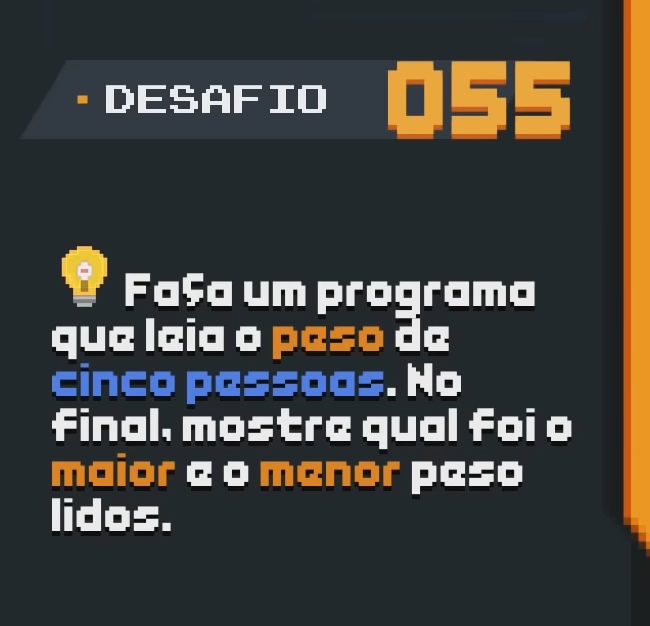 DESAFIO 055
Faça um programa
que leia o peso de
cinco pessoas. No
final, mostre qual foi o
maior e o menor peso
lidos.